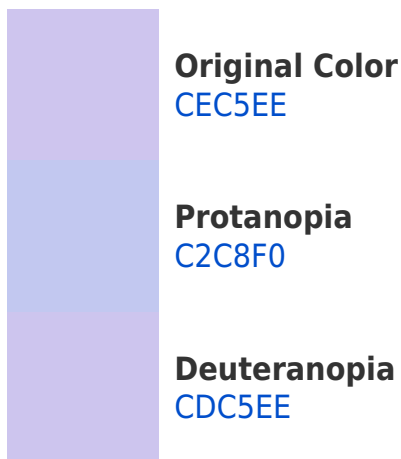 Original Color
CEC5EE
Protanopia
C2C8F0
Deuteranopia
CDC5EE